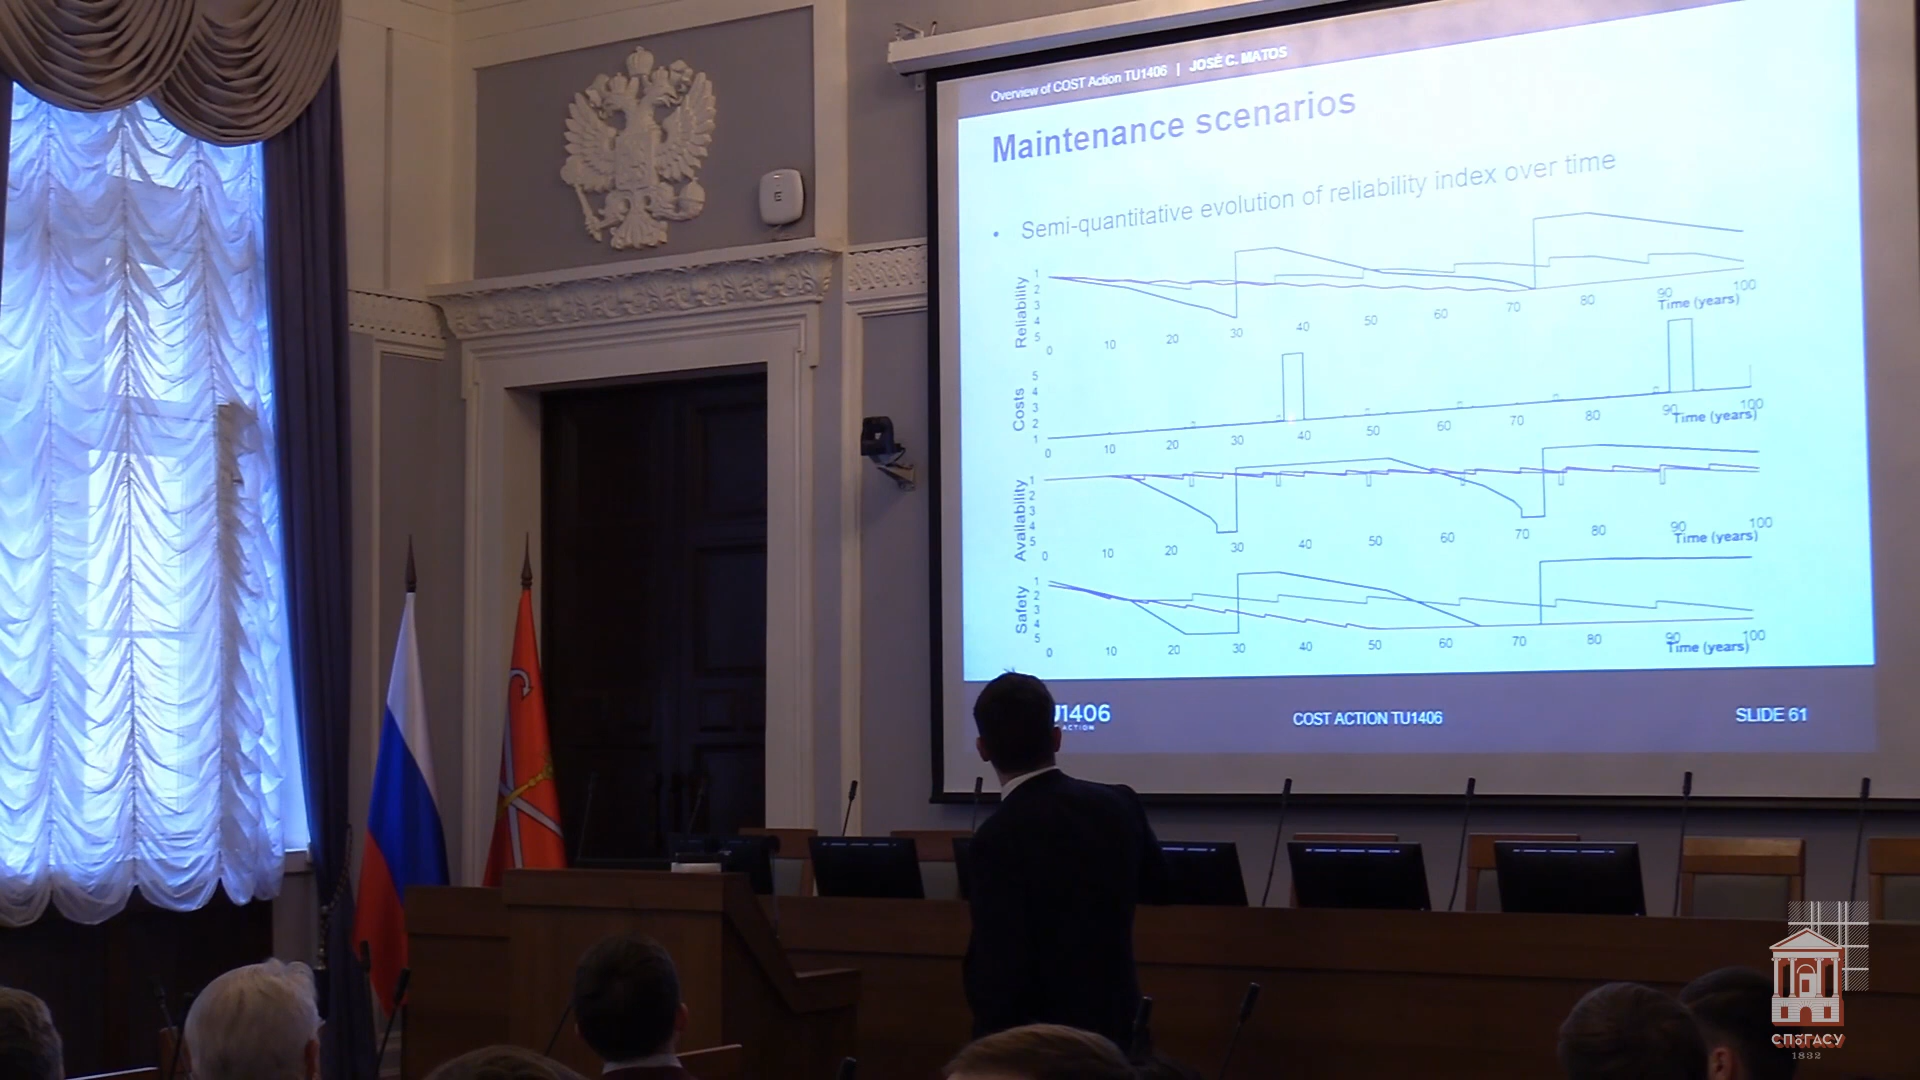 Overview of COST Action TU1406 | JOSÉ C. MATOS
Maintenance scenarios
• Semi-quantitative evolution of reliability index over time
Reliability
1
2
3
4
5
0 10 20 30 40 50 60 70 80 90 100
Time (years)
Costs
5
4
3
2
1
0 10 20 30 40 50 60 70 80 90 100
Time (years)
Availability
1
2
3
4
5
0 10 20 30 40 50 60 70 80 90 100
Time (years)
Safety
1
2
3
4
5
0 10 20 30 40 50 60 70 80 90 100
Time (years)
U1406
ACTION
COST ACTION TU1406
SLIDE 61
СПбГАСУ
1832